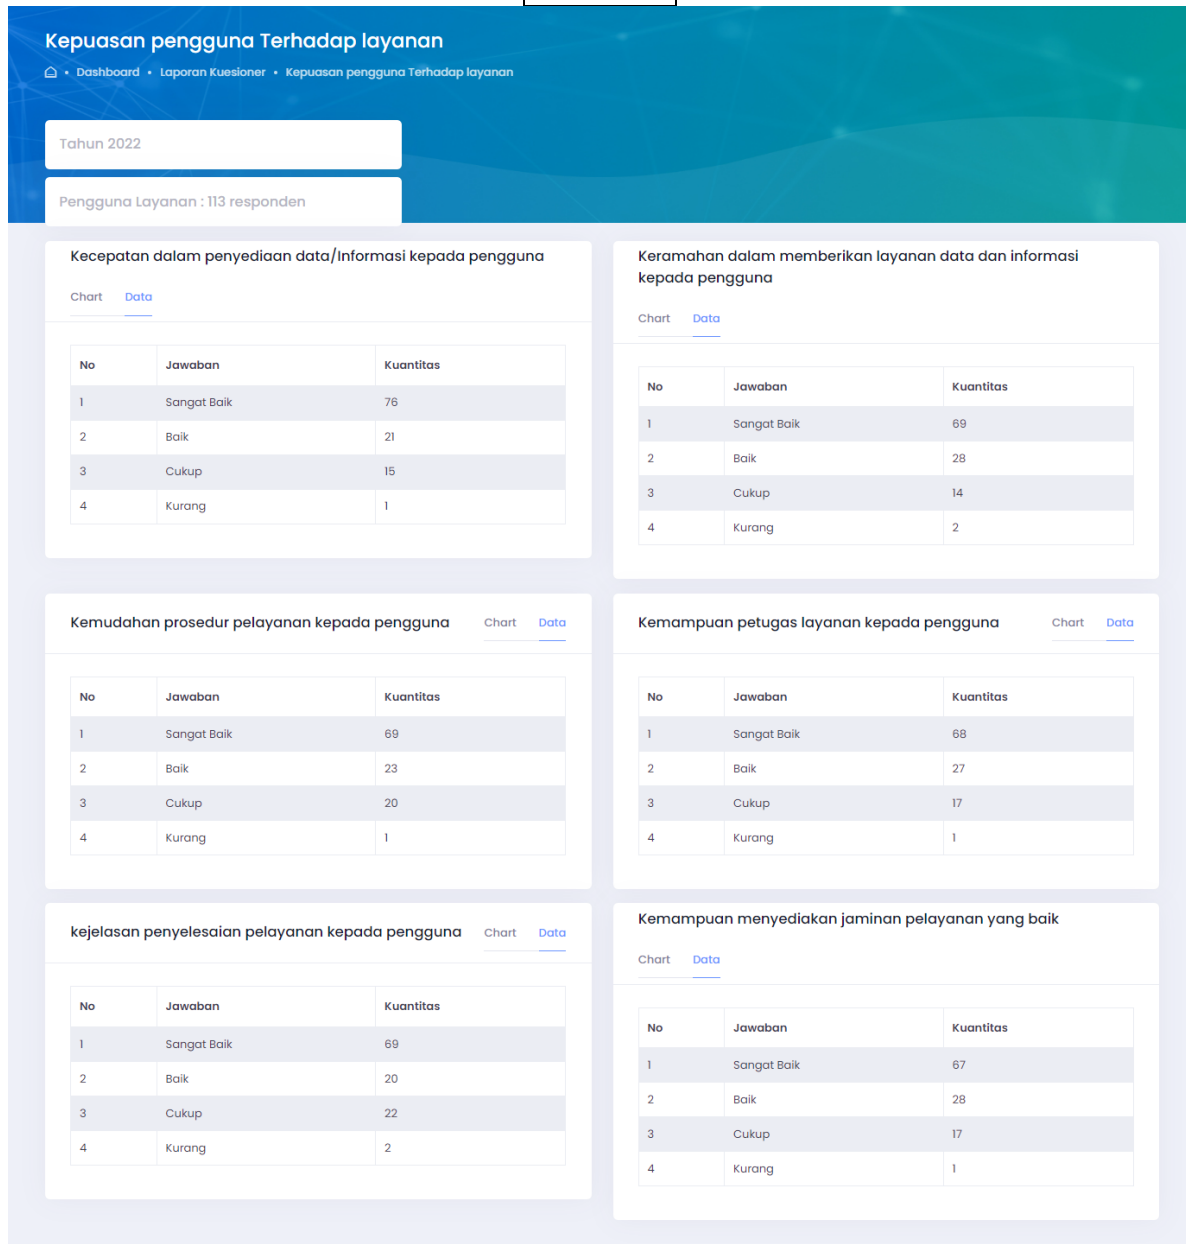 Kepuasan pengguna Terhadap layanan
Dashboard • Laporan Kuesioner • Kepuasan pengguna Terhadap layanan
Tahun 2022
Pengguna Layanan : 113 responden
Kecepatan dalam penyediaan data/Informasi kepada pengguna
Chart Data
No Jawaban Kuantitas
1 Sangat Baik 76
2 Baik 21
3 Cukup 15
4 Kurang 1
Keramahan dalam memberikan layanan data dan informasi
kepada pengguna
Chart Data
No Jawaban Kuantitas
1 Sangat Baik 69
2 Baik 28
3 Cukup 14
4 Kurang 2
Kemudahan prosedur pelayanan kepada pengguna Chart Data
No Jawaban Kuantitas
1 Sangat Baik 69
2 Baik 23
3 Cukup 20
4 Kurang 1
Kemampuan petugas layanan kepada pengguna Chart Data
No Jawaban Kuantitas
1 Sangat Baik 68
2 Baik 27
3 Cukup 17
4 Kurang 1
kejelasan penyelesaian pelayanan kepada pengguna Chart Data
No Jawaban Kuantitas
1 Sangat Baik 69
2 Baik 20
3 Cukup 22
4 Kurang 2
Kemampuan menyediakan jaminan pelayanan yang baik
Chart Data
No Jawaban Kuantitas
1 Sangat Baik 67
2 Baik 28
3 Cukup 17
4 Kurang 1